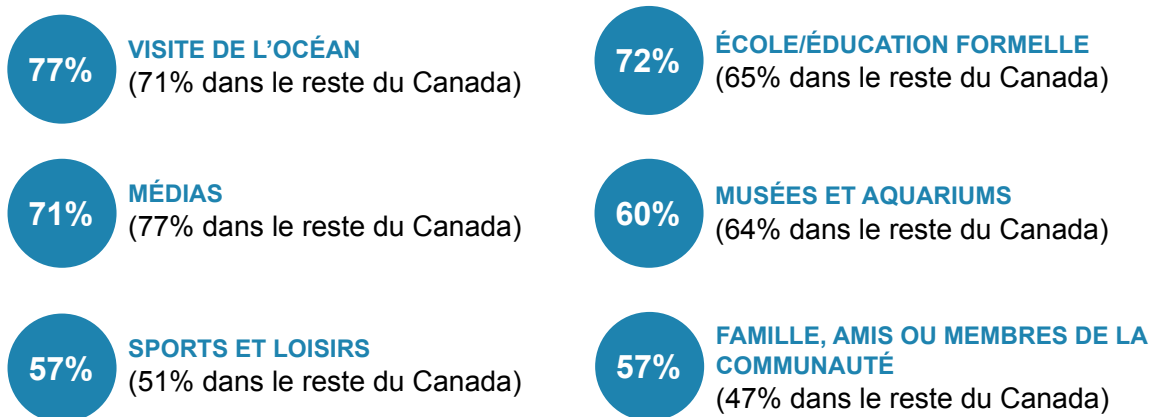 77%
VISITE DE L’OCÉAN
(71% dans le reste du Canada)
72%
ÉCOLE/ÉDUCATION FORMELLE
(65% dans le reste du Canada)
71%
MÉDIAS
(77% dans le reste du Canada)
60%
MUSÉES ET AQUARIUMS
(64% dans le reste du Canada)
57%
SPORTS ET LOISIRS
(51% dans le reste du Canada)
57%
FAMILLE, AMIS OU MEMBRES DE LA
COMMUNAUTÉ
(47% dans le reste du Canada)